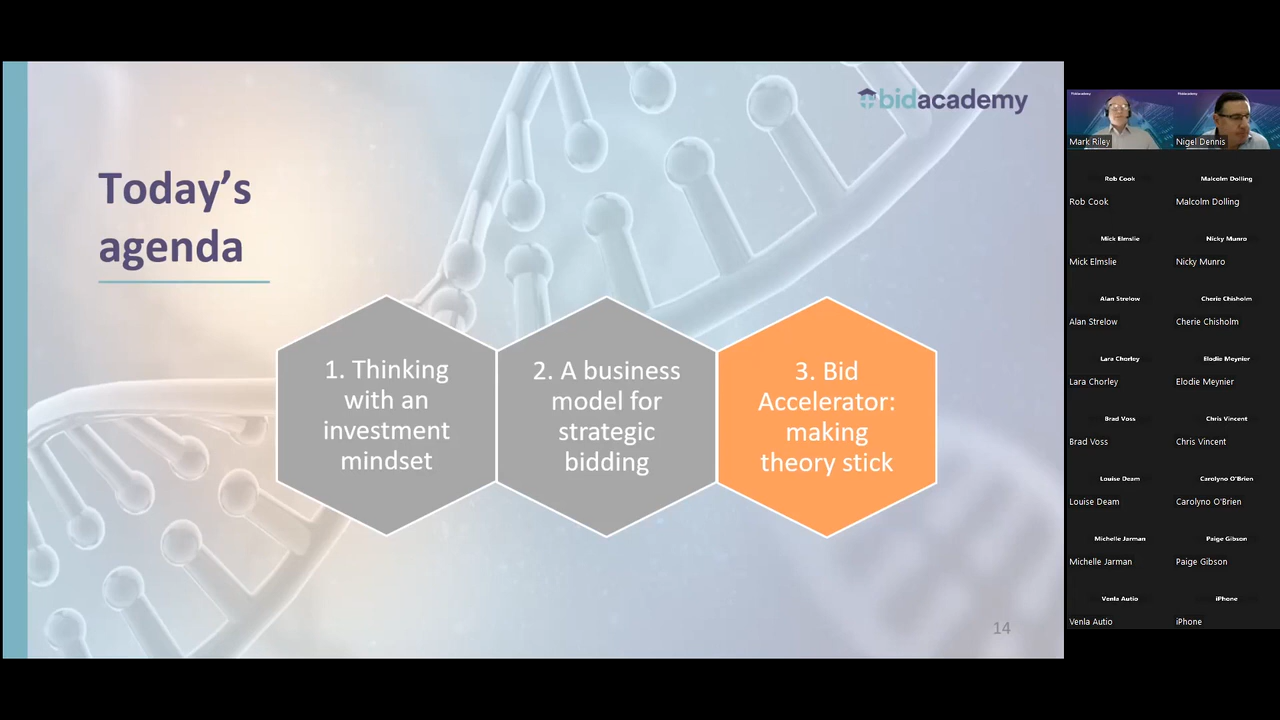 bidacademy
Today's
agenda
1. Thinking
with an
investment
mindset
2. A business
model for
strategic
bidding
3. Bid
Accelerator:
making
theory stick
14
Mark Riley
Nigel Dennis
Rob Cook
Rob Cook
Malcolm Dolling
Malcolm Dolling
Mick Elmslie
Mick Elmslie
Nicky Munro
Nicky Munro
Alan Strelow
Alan Strelow
Cherie Chisholm
Cherie Chisholm
Lara Chorley
Lara Chorley
Elodie Meynier
Elodie Meynier
Brad Voss
Brad Voss
Chris Vincent
Chris Vincent
Louise Deam
Louise Deam
Carolyno O'Brien
Carolyno O'Brien
Michelle Jarman
Michelle Jarman
Paige Gibson
Paige Gibson
Venla Autio
Venla Autio
iPhone
iPhone